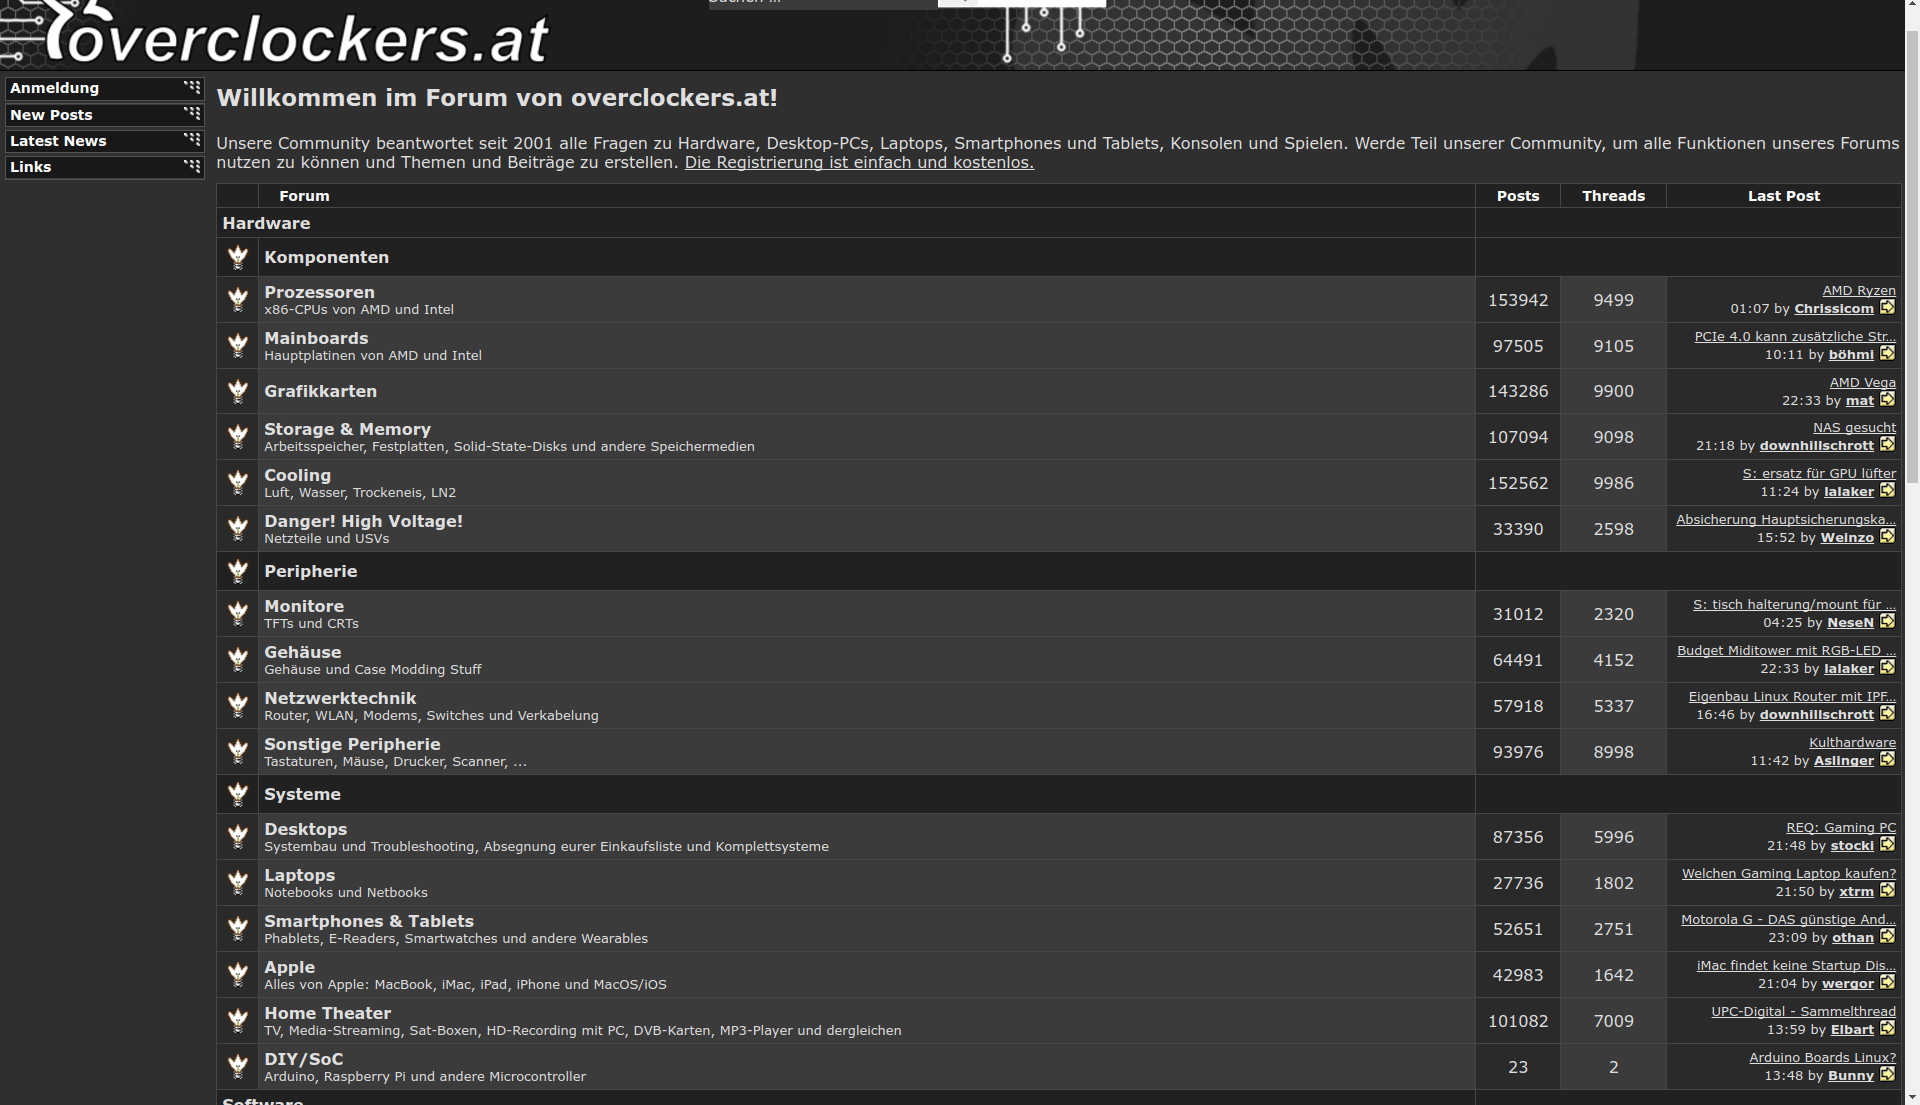 overclockers.at
Anmeldung
New Posts
Latest News
Links
Willkommen im Forum von overclockers.at!
Unsere Community beantwortet seit 2001 alle Fragen zu Hardware, Desktop-PCs, Laptops, Smartphones und Tablets, Konsolen und Spielen. Werde Teil unserer Community, um alle Funktionen unseres Forums
nutzen zu können und Themen und Beiträge zu erstellen. Die Registrierung ist einfach und kostenlos.
Forum Posts Threads Last Post
Hardware
Komponenten
Prozessoren
x86-CPUs von AMD und Intel
153942 9499
AMD Ryzen
01:07 by Chrissicom
Mainboards
Hauptplatinen von AMD und Intel
97505 9105
PCIe 4.0 kann zusätzliche Str...
10:11 by böhmi
Grafikkarten
143286 9900
AMD Vega
22:33 by mat
Storage & Memory
Arbeitsspeicher, Festplatten, Solid-State-Disks und andere Speichermedien
107094 9098
NAS gesucht
21:18 by downhillschrott
Cooling
Luft, Wasser, Trockeneis, LN2
152562 9986
S: ersatz für GPU lüfter
11:24 by lalaker
Danger! High Voltage!
Netzteile und USVs
33390 2598
Absicherung Hauptsicherungska...
15:52 by Weinzo
Peripherie
Monitore
TFTs und CRTs
31012 2320
S: tisch halterung/mount für ...
04:25 by NeseN
Gehäuse
Gehäuse und Case Modding Stuff
64491 4152
Budget Miditower mit RGB-LED ...
22:33 by lalaker
Netzwerktechnik
Router, WLAN, Modems, Switches und Verkabelung
57918 5337
Eigenbau Linux Router mit IPF...
16:46 by downhillschrott
Sonstige Peripherie
Tastaturen, Mäuse, Drucker, Scanner, ...
93976 8998
Kulthardware
11:42 by Aslinger
Systeme
Desktops
Systembau und Troubleshooting, Absegnung eurer Einkaufsliste und Komplettsysteme
87356 5996
REQ: Gaming PC
21:48 by stocki
Laptops
Notebooks und Netbooks
27736 1802
Welchen Gaming Laptop kaufen?
21:50 by xtrm
Smartphones & Tablets
Phablets, E-Readers, Smartwatches und andere Wearables
52651 2751
Motorola G - DAS günstige And...
23:09 by othan
Apple
Alles von Apple: MacBook, iMac, iPad, iPhone und MacOS/iOS
42983 1642
iMac findet keine Startup Dis...
21:04 by wergor
Home Theater
TV, Media-Streaming, Sat-Boxen, HD-Recording mit PC, DVB-Karten, MP3-Player und dergleichen
101082 7009
UPC-Digital - Sammelthread
13:59 by Elbart
DIY/SoC
Arduino, Raspberry Pi und andere Microcontroller
23 2
Arduino Boards Linux?
13:48 by Bunny
Software